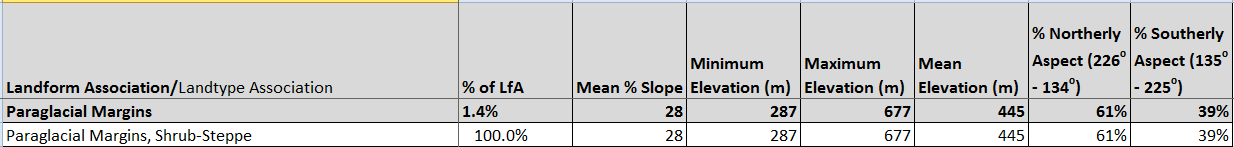 Landform Association/Landtype Association	% of LfA	Mean % Slope	Minimum Elevation (m)	Maximum Elevation (m)	Mean Elevation (m)	% Northerly Aspect (226° - 134°)	% Southerly Aspect (135° - 225°)
Paraglacial Margins	1.4%	28	287	677	445	61%	39%
Paraglacial Margins, Shrub-Steppe	100.0%	28	287	677	445	61%	39%